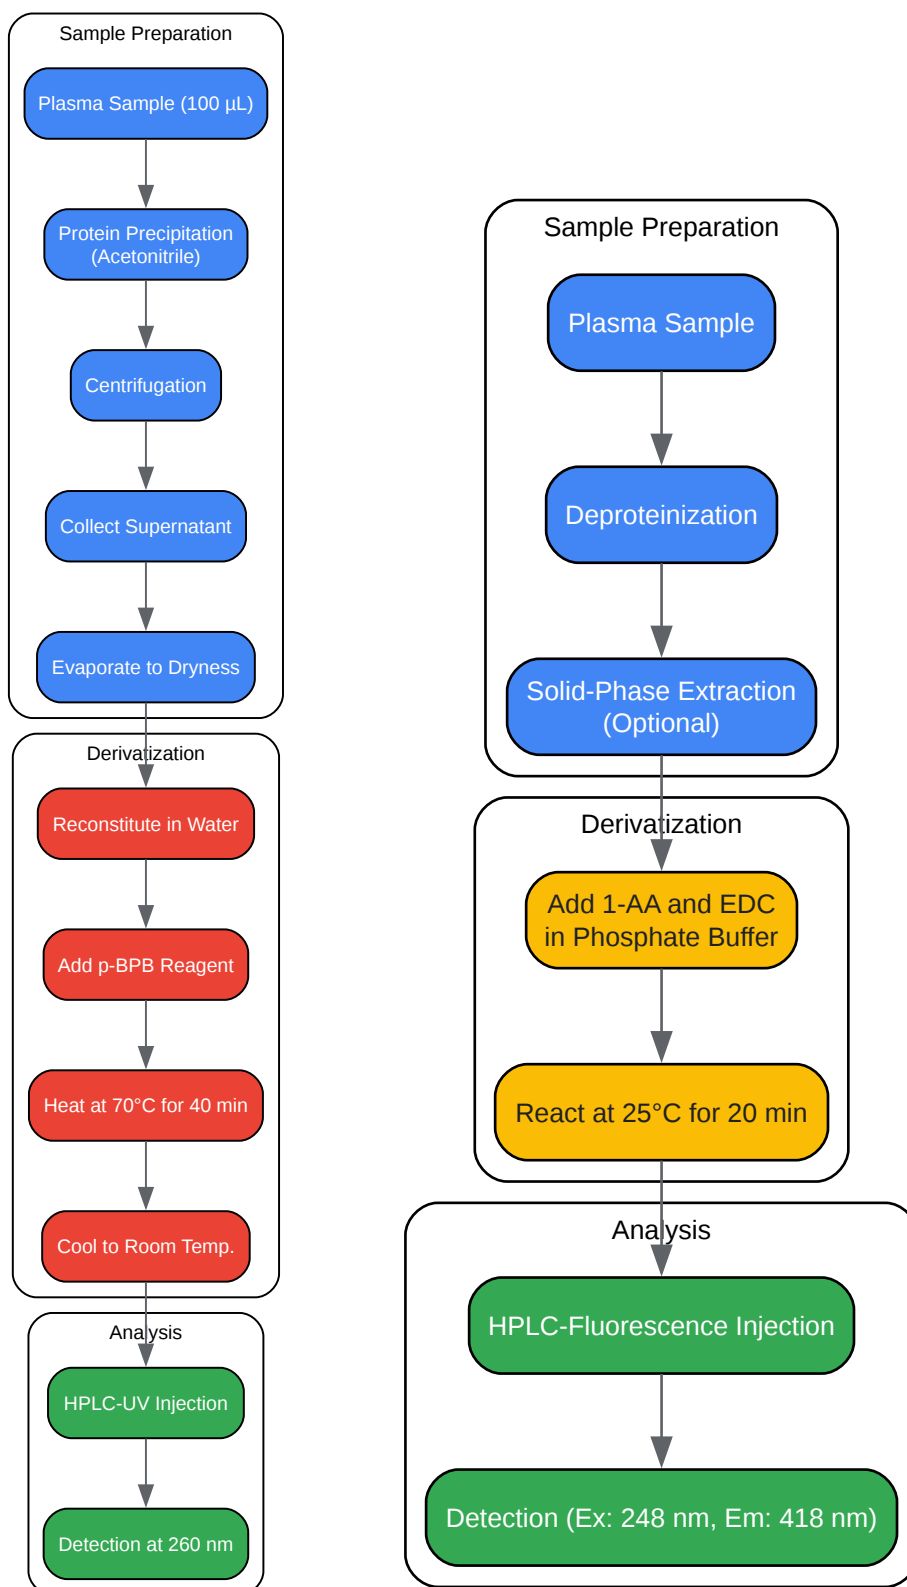 Sample Preparation
Plasma Sample (100 µL)
Protein Precipitation
(Acetonitrile)
Centrifugation
Collect Supernatant
Evaporate to Dryness
Derivatization
Reconstitute in Water
Add p-BPB Reagent
Heat at 70°C for 40 min
Cool to Room Temp.
Analysis
HPLC-UV Injection
Detection at 260 nm
Sample Preparation
Plasma Sample
Deproteinization
Solid-Phase Extraction
(Optional)
Derivatization
Add 1-AA and EDC
in Phosphate Buffer
React at 25°C for 20 min
Analysis
HPLC-Fluorescence Injection
Detection (Ex: 248 nm, Em: 418 nm)